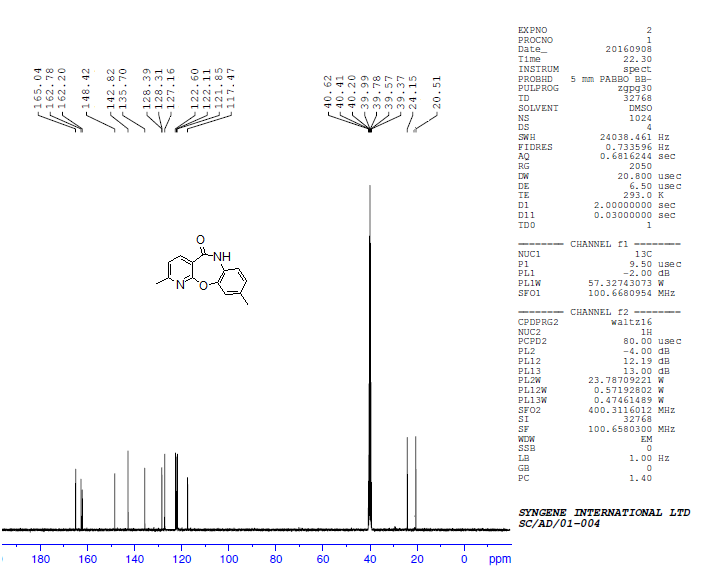 165.04
162.78
162.20
148.42
142.82
135.70
128.39
128.31
127.16
122.60
122.11
121.85
117.47
40.62
40.41
40.20
39.99
39.78
39.57
39.37
24.15
20.51
O
NH
N
O
180 160 140 120 100 80 60 40 20 0 ppm
EXPNO 2
PROCNO 1
Date_ 20160908
Time 22.30
INSTRUM spect
PROBHD 5 mm PABBO BB-
PULPROG zgpg30
TD 32768
SOLVENT DMSO
NS 1024
DS 4
SWH 24038.461 Hz
FIDRES 0.733596 Hz
AQ 0.6816244 sec
RG 2050
DW 20.800 usec
DE 6.50 usec
TE 293.0 K
D1 2.00000000 sec
D11 0.03000000 sec
TD0 1
======== CHANNEL f1 ========
NUC1 13C
P1 9.50 usec
PL1 -2.00 dB
PL1W 57.32743073 W
SFO1 100.6680954 MHz
======== CHANNEL f2 ========
CPDPRG2 waltz16
NUC2 1H
PCPD2 80.00 usec
PL2 -4.00 dB
PL12 12.19 dB
PL13 13.00 dB
PL2W 23.78709221 W
PL12W 0.57192802 W
PL13W 0.47461489 W
SFO2 400.3116012 MHz
SI 32768
SF 100.6580300 MHz
WDW EM
SSB 0
LB 1.00 Hz
GB 0
PC 1.40
SYNGENE INTERNATIONAL LTD
SC/AD/01-004